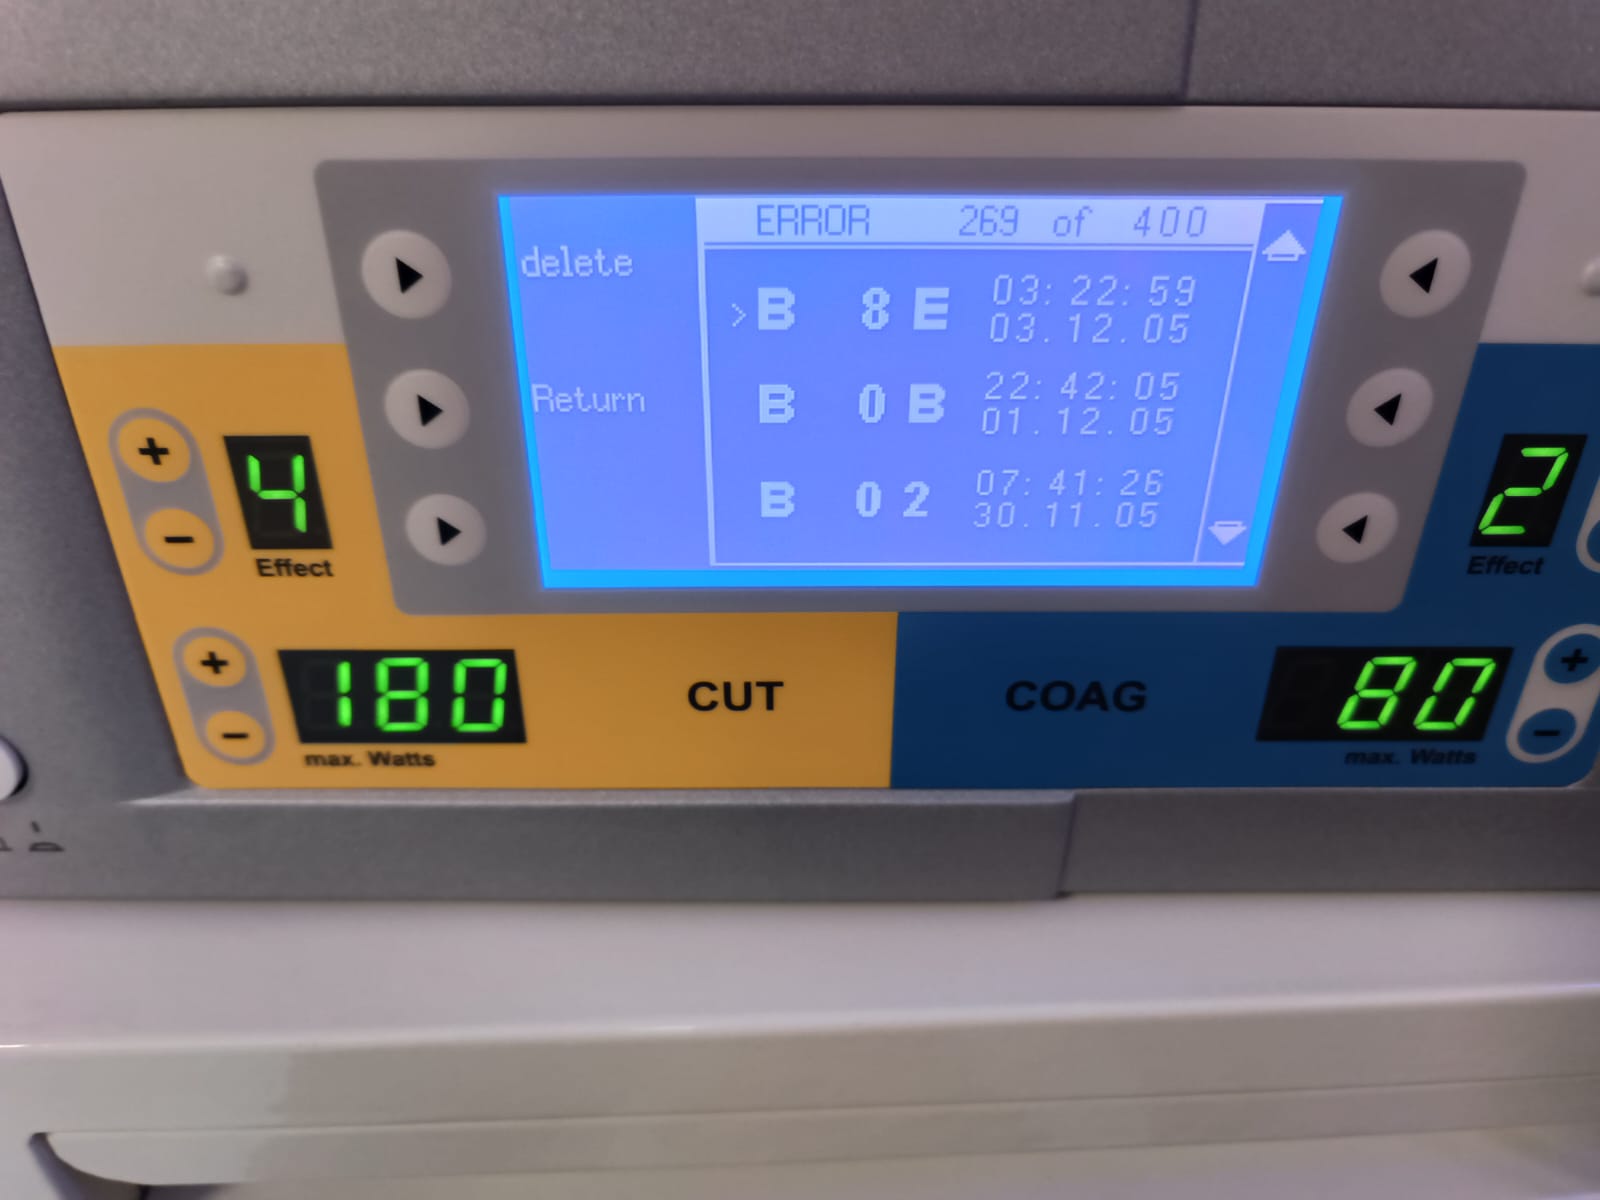 ERROR 269 of 400
delete
>B 8E 03:22:59
03.12.05
Return
B 0B 22:42:05
01.12.05
B 02 07:41:26
30.11.05
4
Effect
2
Effect
180
max. Watts
CUT
COAG
80
max. Watts